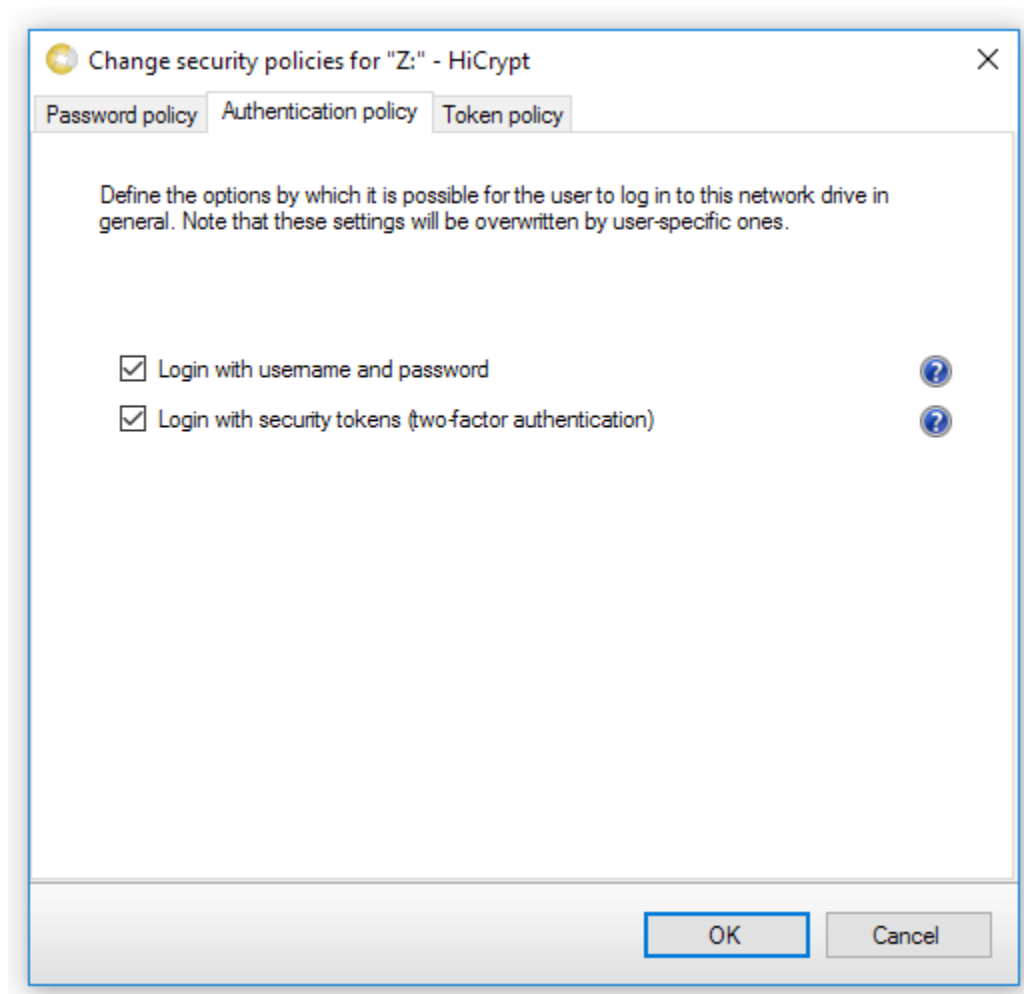 Change security policies for "Z:" - HiCrypt
Password policy Authentication policy Token policy
Define the options by which it is possible for the user to log in to this network drive in
general. Note that these settings will be overwritten by user-specific ones.
Login with username and password
Login with security tokens (two-factor authentication)
OK Cancel